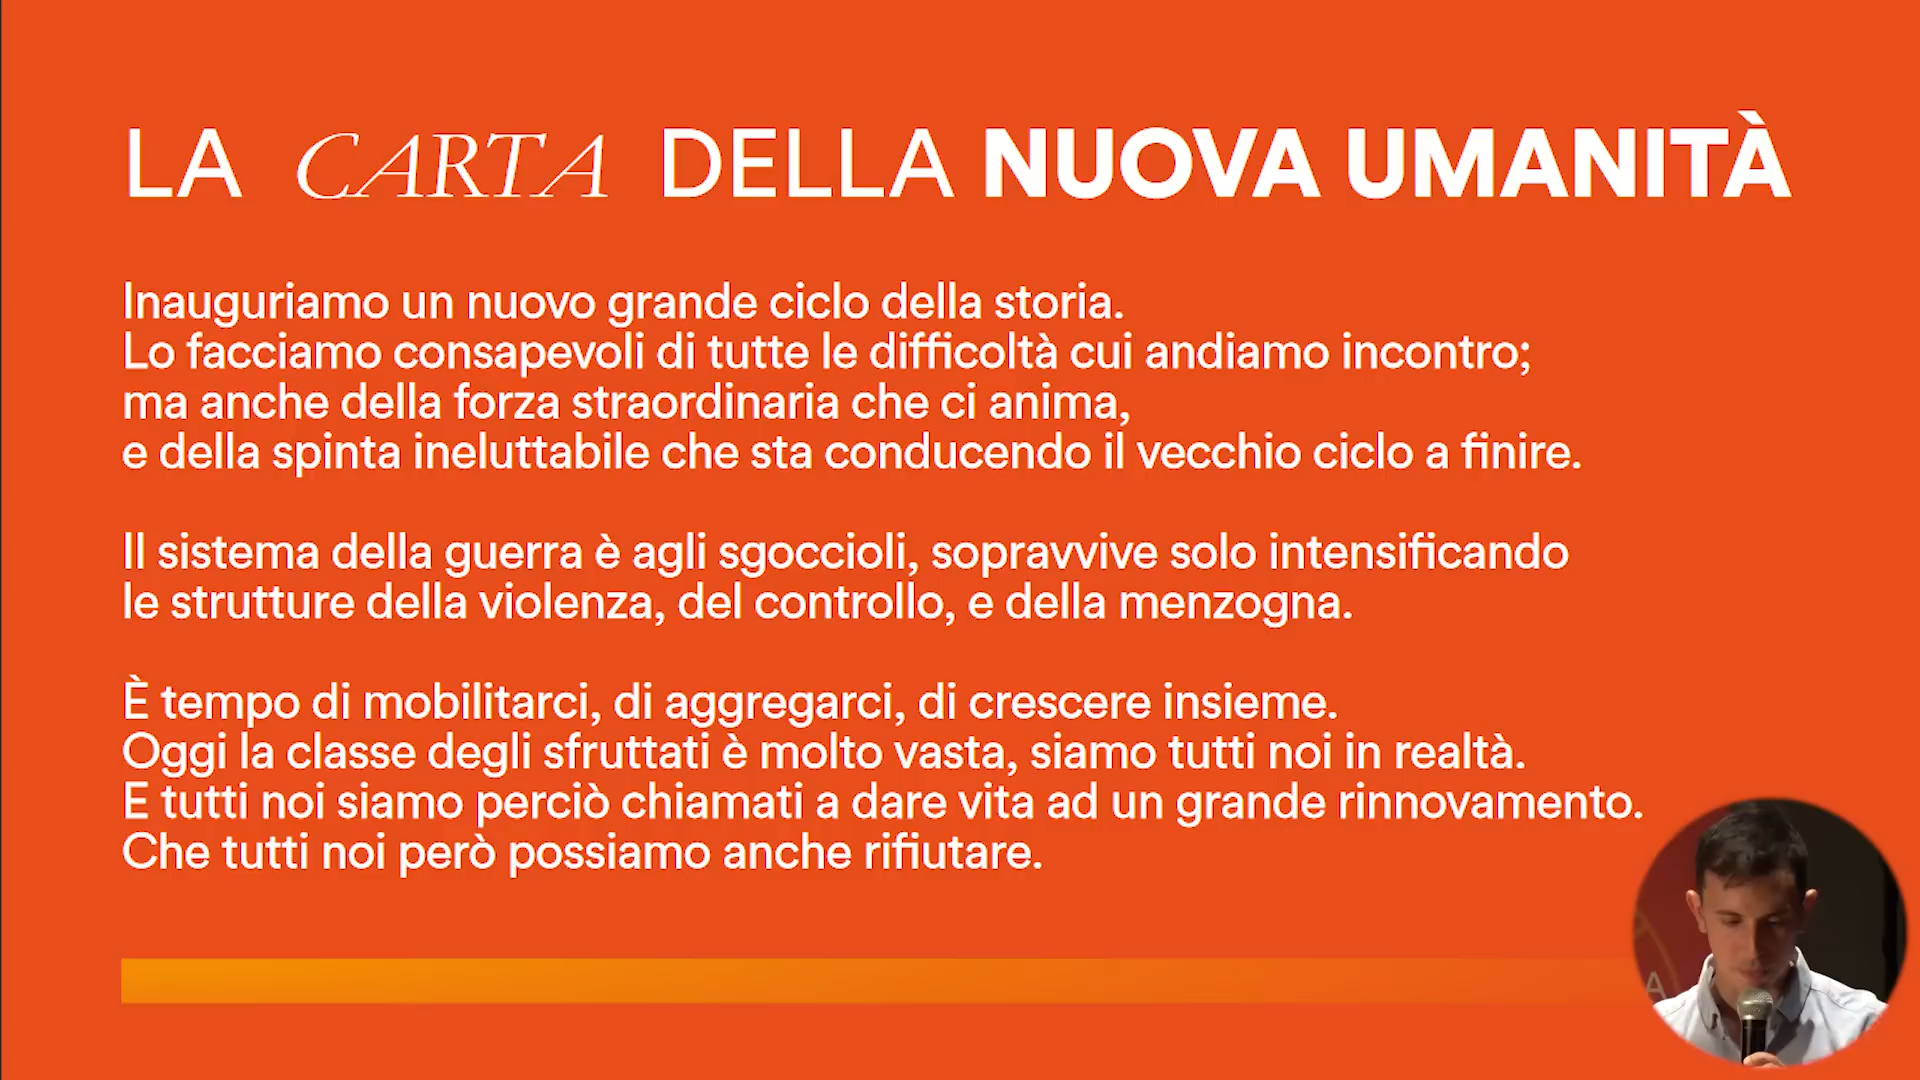 LA CARTA DELLA NUOVA UMANITÀ
Inauguriamo un nuovo grande ciclo della storia.
Lo facciamo consapevoli di tutte le difficoltà cui andiamo incontro;
ma anche della forza straordinaria che ci anima,
e della spinta ineluttabile che sta conducendo il vecchio ciclo a finire.
Il sistema della guerra è agli sgoccioli, sopravvive solo intensificando
le strutture della violenza, del controllo, e della menzogna.
È tempo di mobilitarci, di aggregarci, di crescere insieme.
Oggi la classe degli sfruttati è molto vasta, siamo tutti noi in realtà.
E tutti noi siamo perciò chiamati a dare vita ad un grande rinnovamento.
Che tutti noi però possiamo anche rifiutare.
A